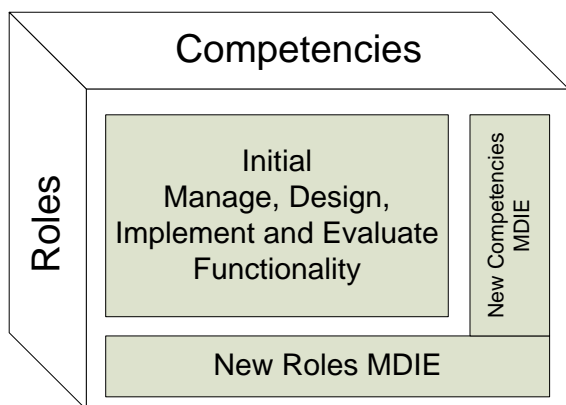 Competencies
Roles
Initial
Manage, Design,
Implement and Evaluate
Functionality
New Competencies
MDIE
New Roles MDIE